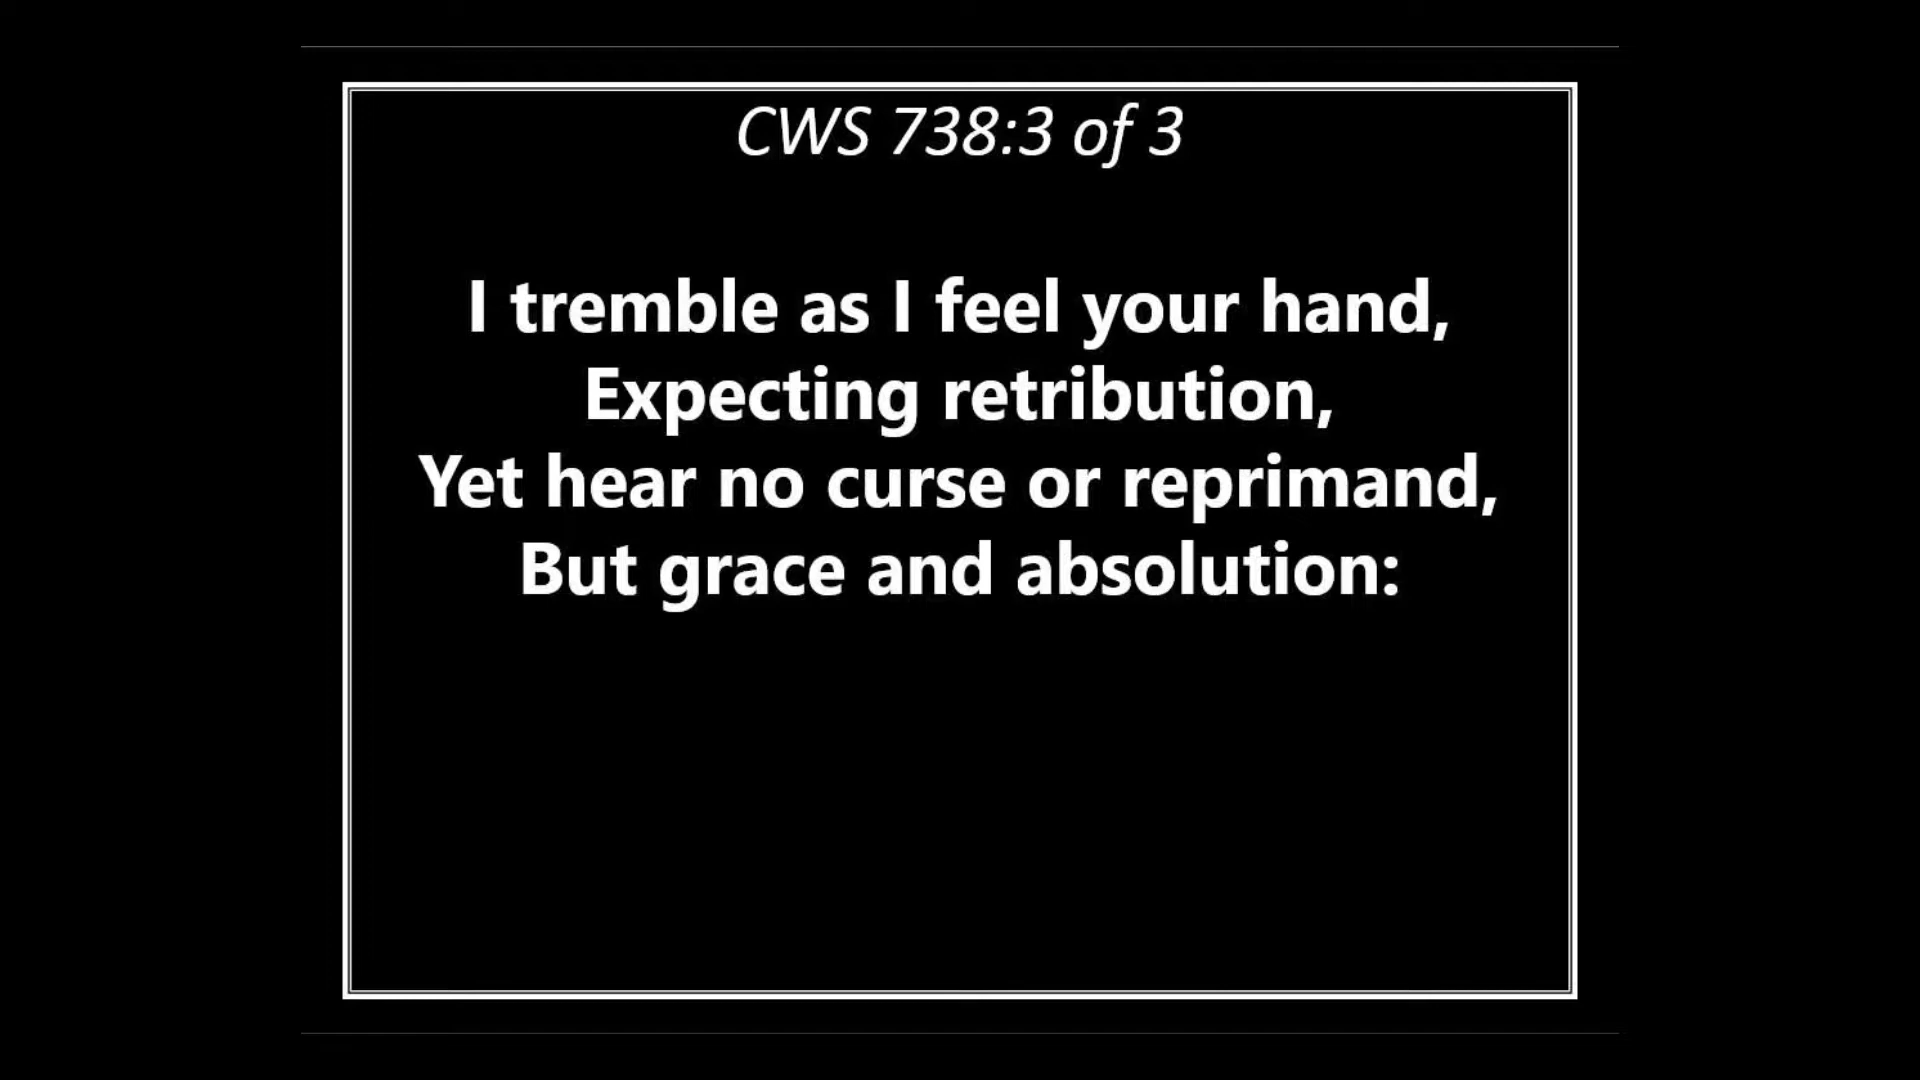 CWS 738:3 of 3
I tremble as I feel your hand,
Expecting retribution,
Yet hear no curse or reprimand,
But grace and absolution: